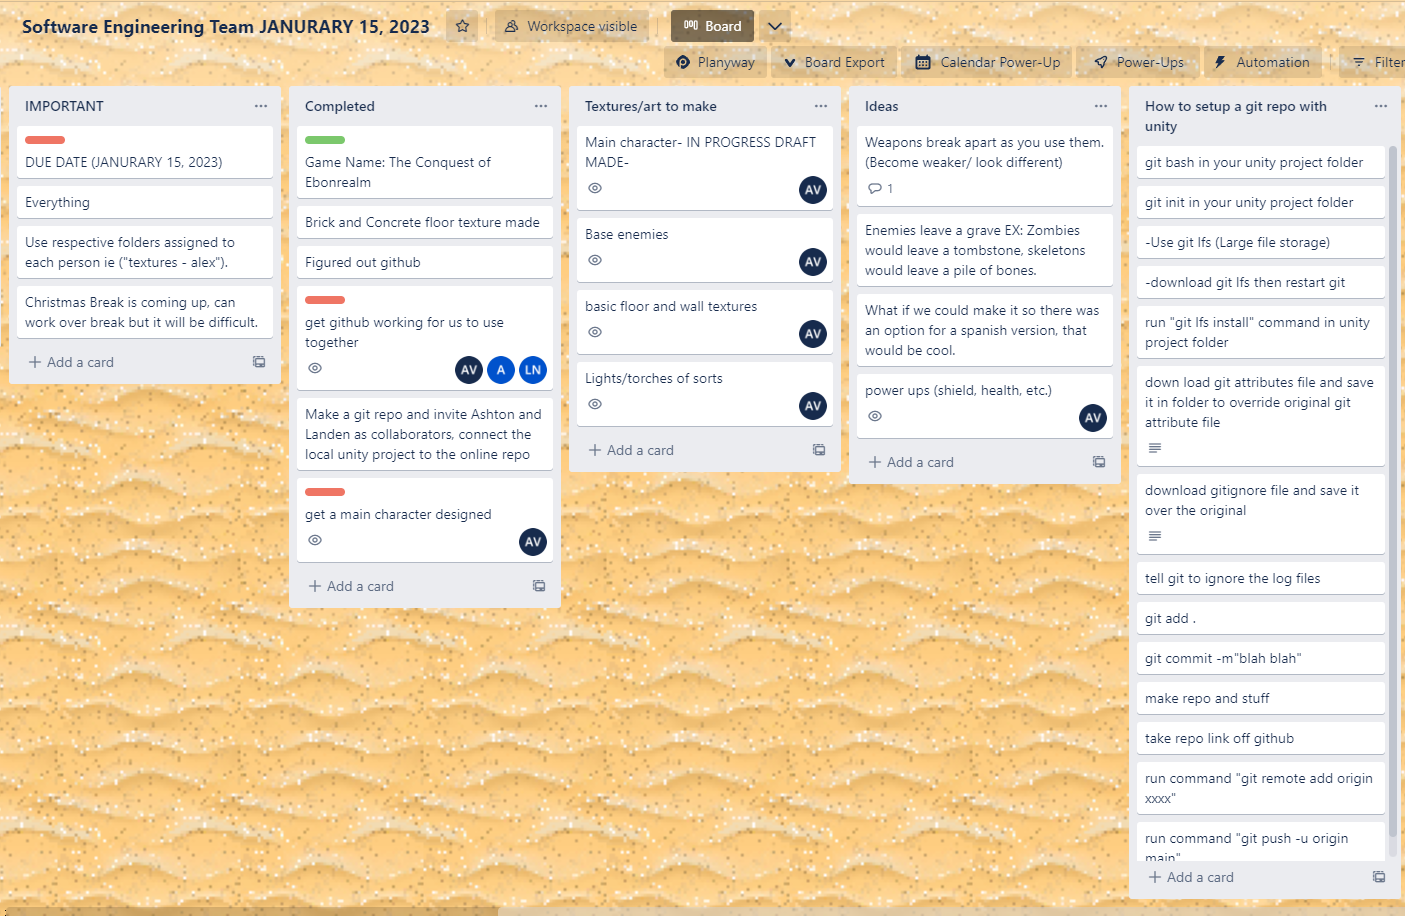 Software Engineering Team JANURARY 15, 2023
Workspace visible
Board
Planyway
Board Export
Calendar Power-Up
Power-Ups
Automation
Filter
IMPORTANT
DUE DATE (JANURARY 15, 2023)
Everything
Use respective folders assigned to
each person ie ("textures - alex").
Christmas Break is coming up, can
work over break but it will be difficult.
Add a card
Completed
Game Name: The Conquest of
Ebonrealm
Brick and Concrete floor texture made
Figured out github
get github working for us to use
together
AV A LN
Make a git repo and invite Ashton and
Landen as collaborators, connect the
local unity project to the online repo
get a main character designed
AV
Add a card
Textures/art to make
Main character- IN PROGRESS DRAFT
MADE-
AV
Base enemies
AV
basic floor and wall textures
AV
Lights/torches of sorts
AV
Add a card
Ideas
Weapons break apart as you use them.
(Become weaker/ look different)
1
Enemies leave a grave EX: Zombies
would leave a tombstone, skeletons
would leave a pile of bones.
What if we could make it so there was
an option for a spanish version, that
would be cool.
power ups (shield, health, etc.)
AV
Add a card
How to setup a git repo with
unity
git bash in your unity project folder
git init in your unity project folder
-Use git lfs (Large file storage)
-download git lfs then restart git
run "git lfs install" command in unity
project folder
down load git attributes file and save
it in folder to override original git
attribute file
download gitignore file and save it
over the original
tell git to ignore the log files
git add .
git commit -m"blah blah"
make repo and stuff
take repo link off github
run command "git remote add origin
xxxx"
run command "git push -u origin
main"
Add a card